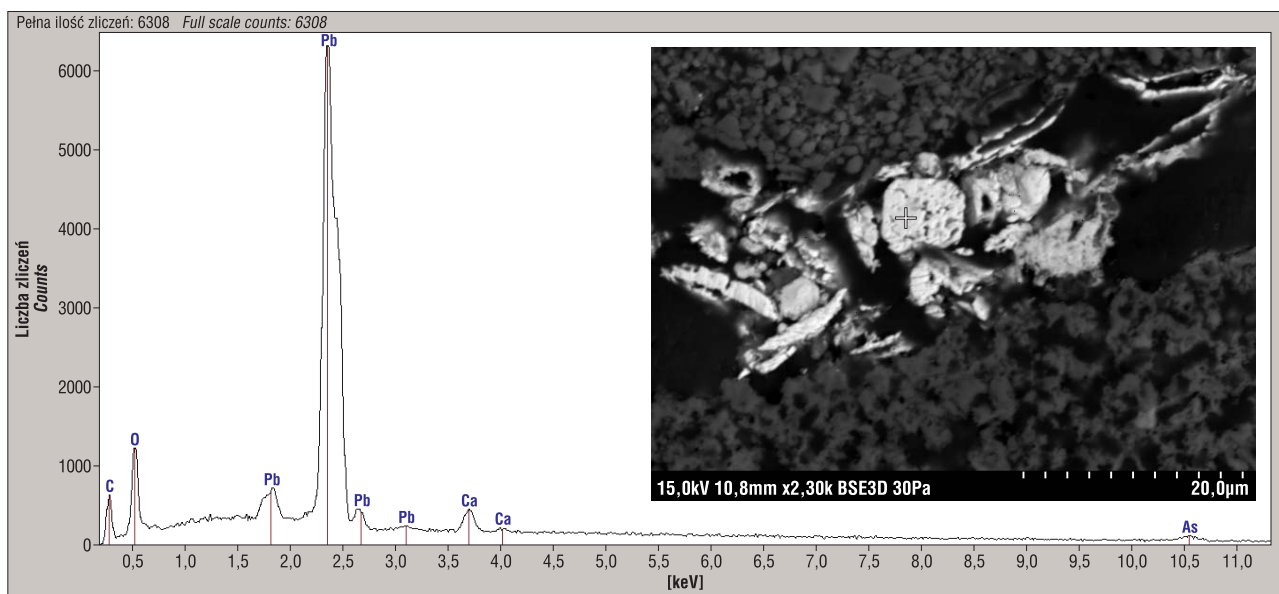 Pełna ilość zliczeń: 6308 Full scale counts: 6308
Pb
6000
5000
4000
3000
2000
1000
0
Liczba zliczeń
Counts
C
O
Pb
Pb
Pb
Ca
Ca
As
0,5 1,0 1,5 2,0 2,5 3,0 3,5 4,0 4,5 5,0 5,5 6,0 6,5 7,0 7,5 8,0 8,5 9,0 9,5 10,0 10,5 11,0
[keV]
15,0kV 10,8mm x2,30k BSE3D 30Pa 20,0µm